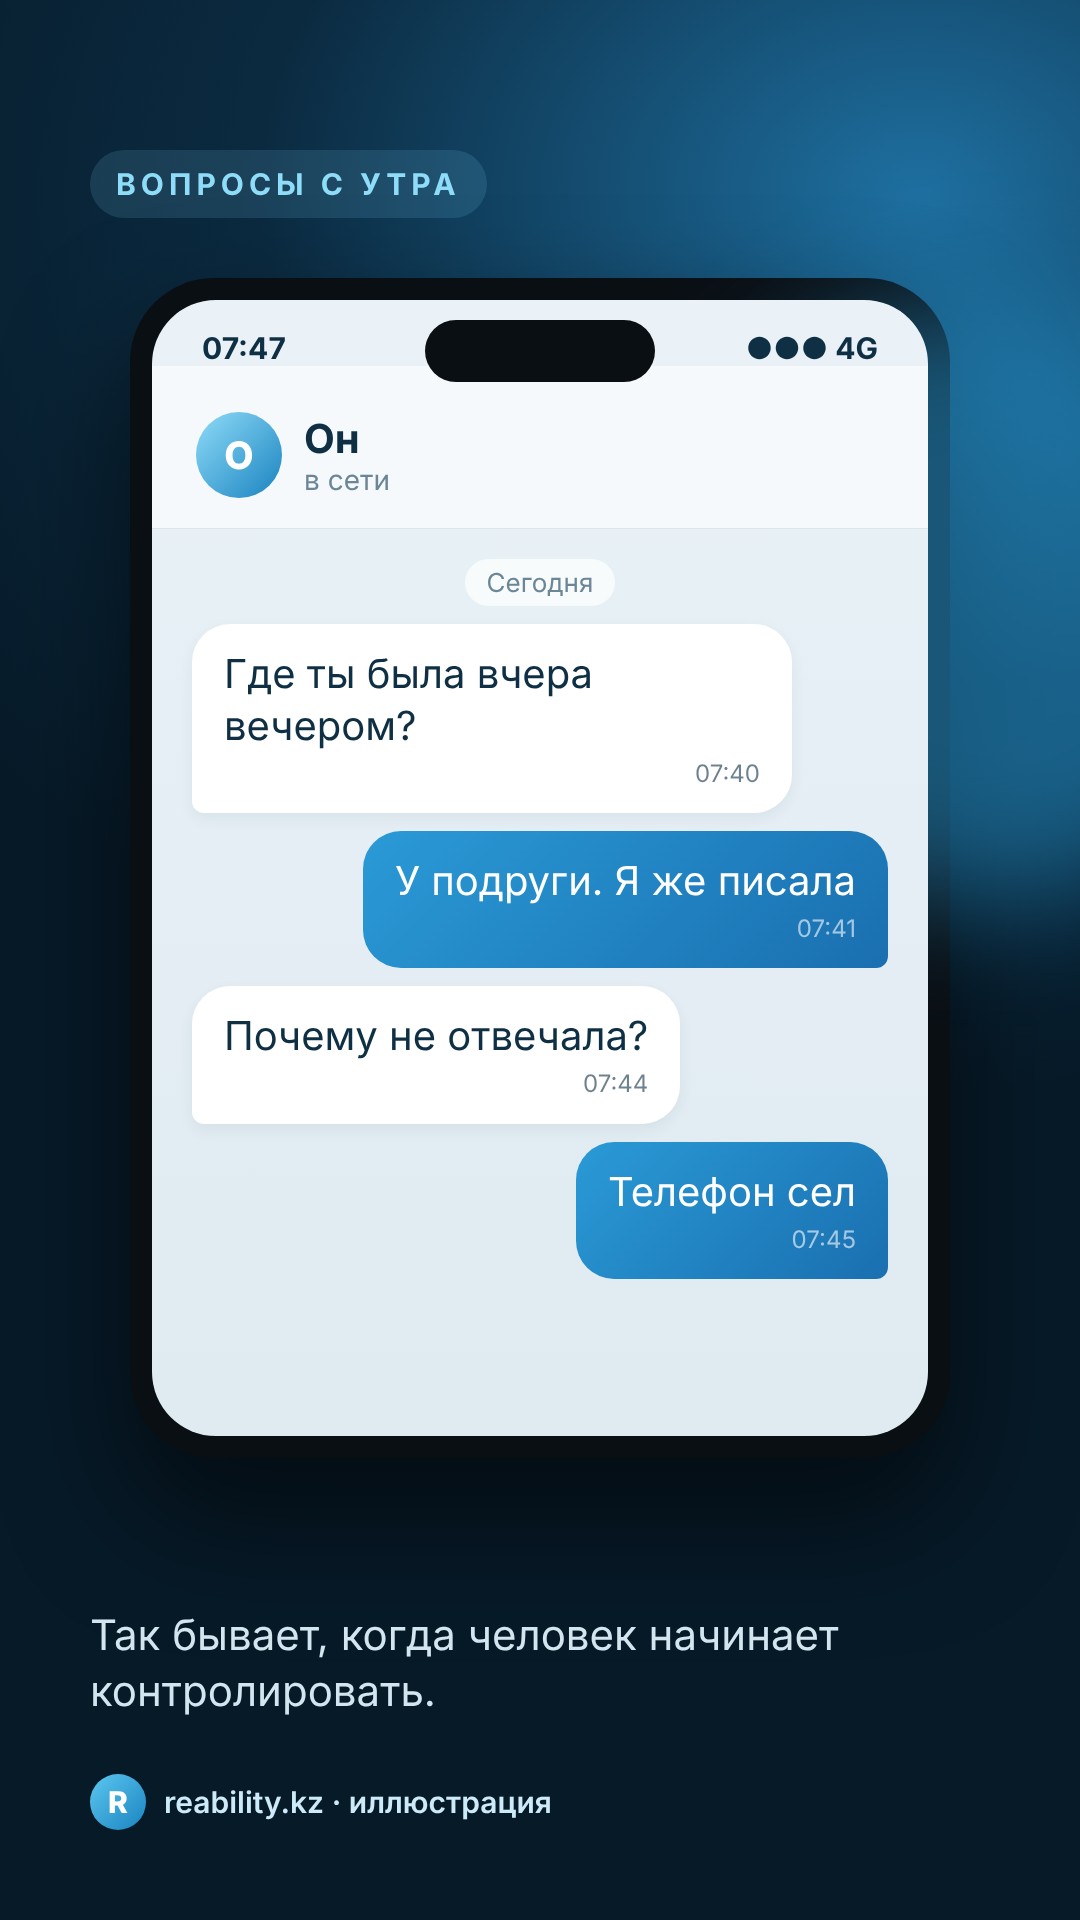 ВОПРОСЫ С УТРА
07:47
4G
О
Он
в сети
Сегодня
Где ты была вчера
вечером?
07:40
У подруги. Я же писала
07:41
Почему не отвечала?
07:44
Телефон сел
07:45
Так бывает, когда человек начинает
контролировать.
R
reability.kz · иллюстрация